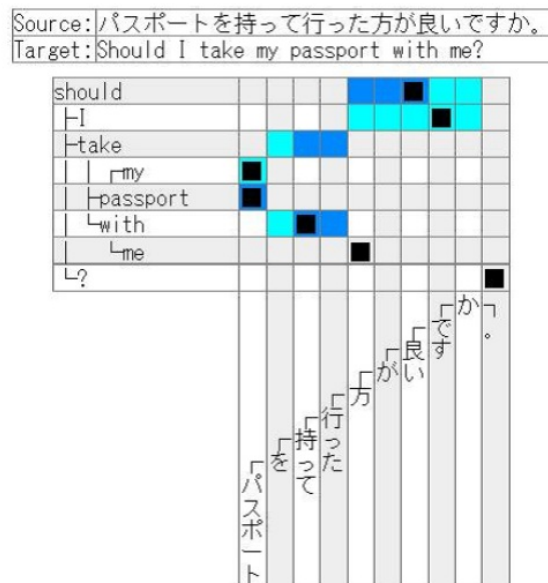 Source: パスポートを持って行った方が良いですか。
Target: Should I take my passport with me?
should
I
take
my
passport
with
me
?
パスポート
を
持って
行った
方
が
良い
です
か
。